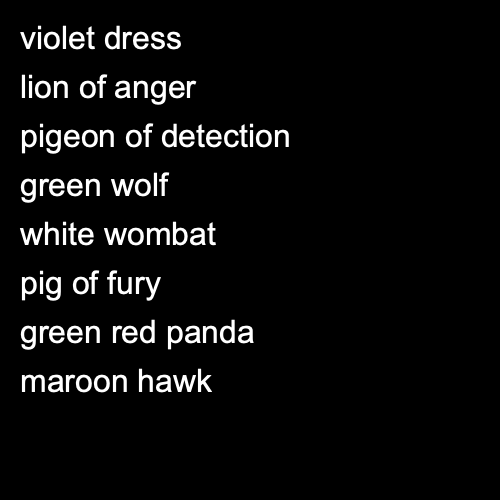 violet dress
lion of anger
pigeon of detection
green wolf
white wombat
pig of fury
green red panda
maroon hawk